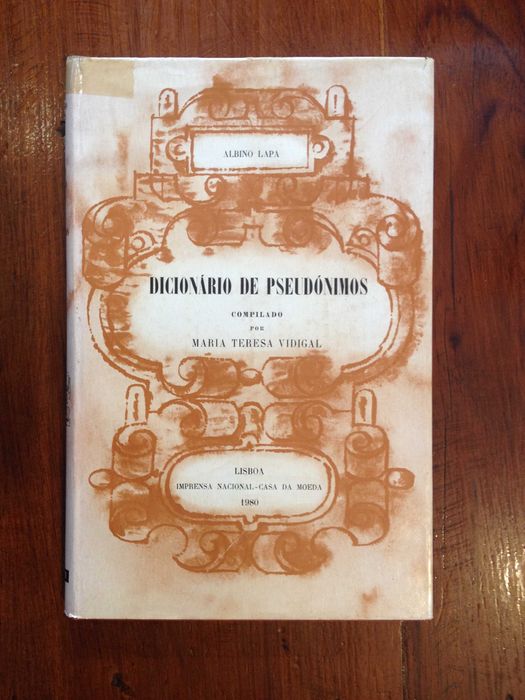 ALBINO LAPA
DICIONÁRIO DE PSEUDÓNIMOS
COMPILADO
POR
MARIA TERESA VIDIGAL
LISBOA
IMPRENSA NACIONAL-CASA DA MOEDA
1980